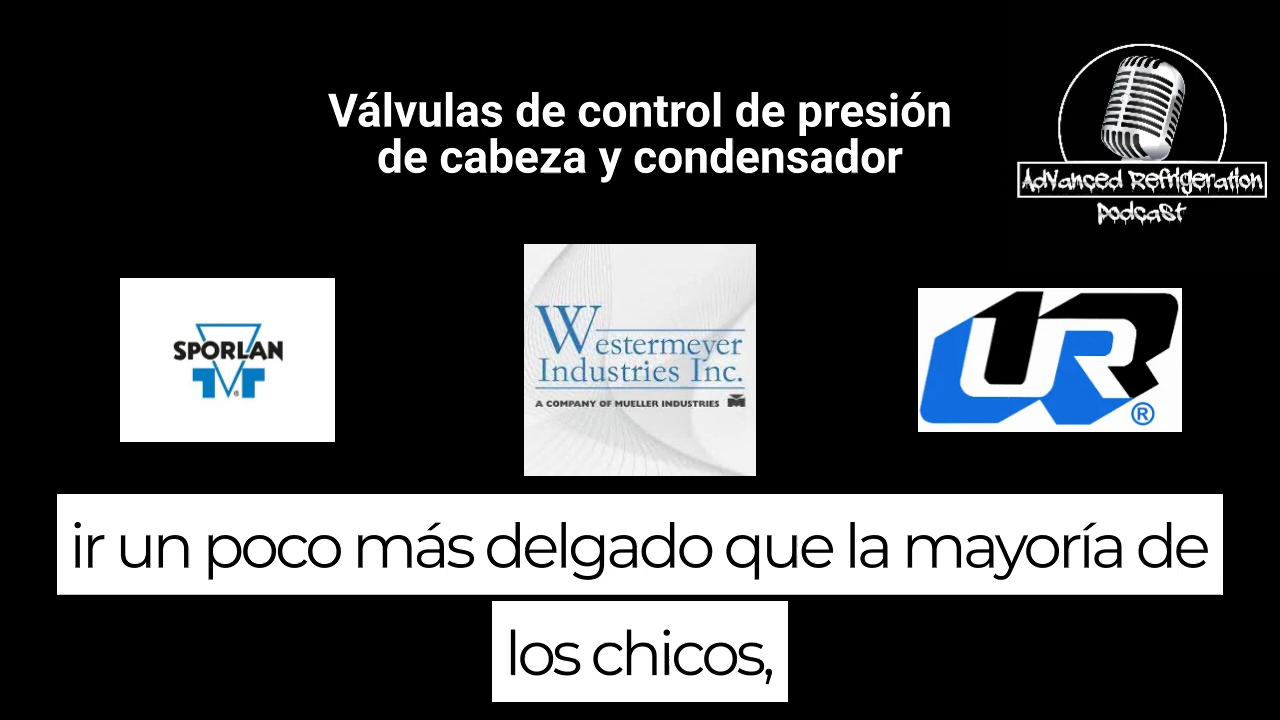 Válvulas de control de presión
de cabeza y condensador
Advanced Refrigeration
Podcast
SPORLAN
®
Westermeyer
Industries Inc.
A COMPANY OF MUELLER INDUSTRIES
UR
®
ir un poco más delgado que la mayoría de
los chicos,